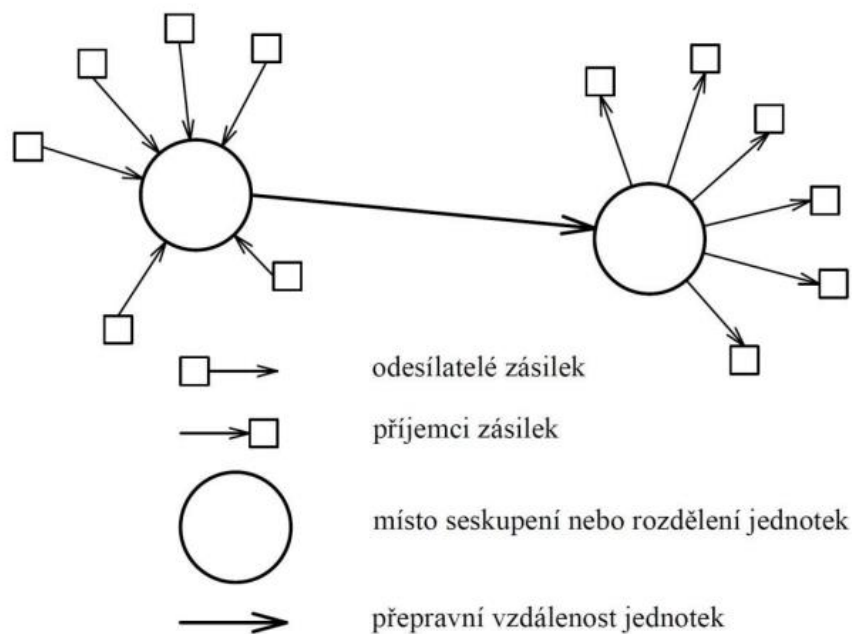 odesílatelé zásilek
příjemci zásilek
místo seskupení nebo rozdělení jednotek
přepravní vzdálenost jednotek